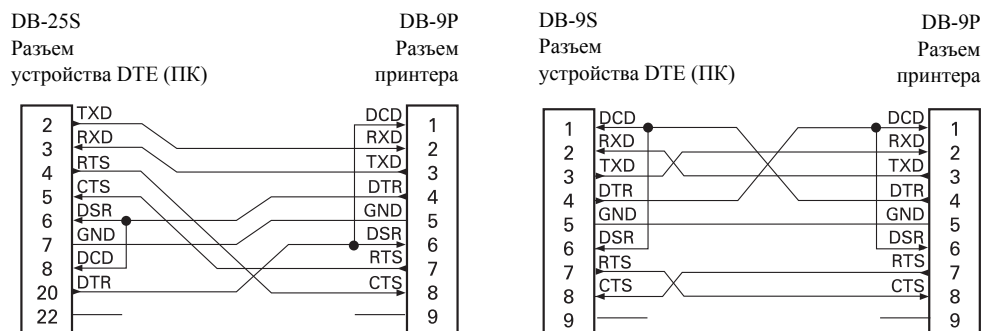 DB-25S
Разъем
устройства DTE (ПК)
DB-9P
Разъем
принтера
2 TXD
3 RXD
4 RTS
5 CTS
6 DSR
7 GND
8 DCD
20 DTR
22
DCD 1
RXD 2
TXD 3
DTR 4
GND 5
DSR 6
RTS 7
CTS 8
9
DB-9S
Разъем
устройства DTE (ПК)
DB-9P
Разъем
принтера
1 DCD
2 RXD
3 TXD
4 DTR
5 GND
6 DSR
7 RTS
8 CTS
9
DCD 1
RXD 2
TXD 3
DTR 4
GND 5
DSR 6
RTS 7
CTS 8
9